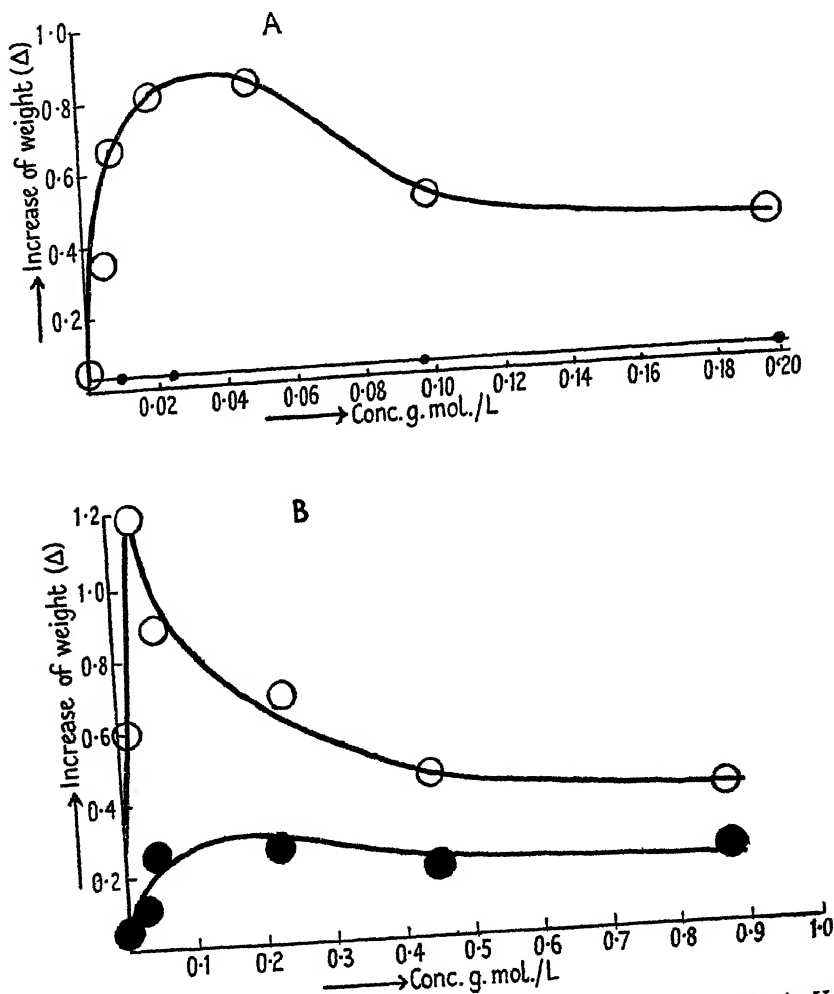 A
Increase of weight (Δ)
1·0
0·8
0·6
0·4
0·2
0·02 0·04 0·06 0·08 0·10 0·12 0·14 0·16 0·18 0·20
Conc. g. mol./L
B
Increase of weight (Δ)
1·2
1·0
0·8
0·6
0·4
0·2
0·1 0·2 0·3 0·4 0·5 0·6 0·7 0·8 0·9 1·0
Conc. g. mol./L